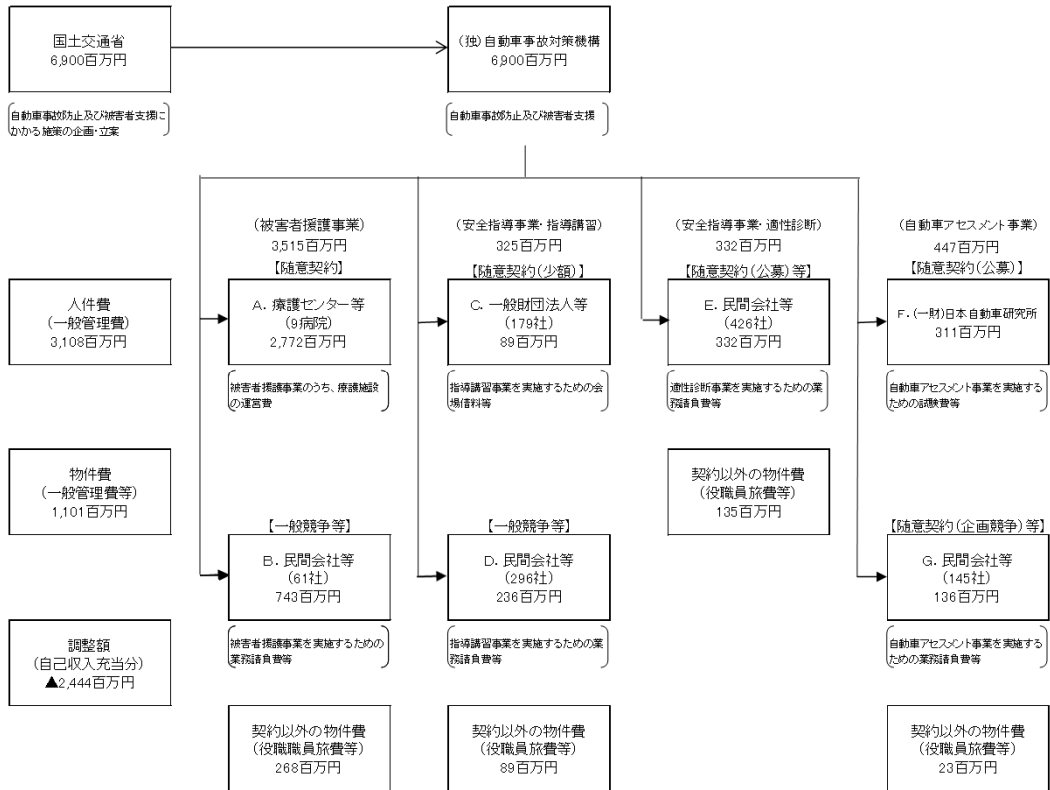 国土交通省
6,900百万円
(独)自動車事故対策機構
6,900百万円
自動車事故防止及び被害者支援に
かかる施策の企画・立案
自動車事故防止及び被害者支援
(被害者援護事業)
3,515百万円
(安全指導事業・指導講習)
325百万円
(安全指導事業・適性診断)
332百万円
(自動車アセスメント事業)
447百万円
【随意契約】
【随意契約(少額)】
【随意契約(公募)等】
【随意契約(公募)】
人件費
(一般管理費)
3,108百万円
A. 療護センター等
(9病院)
2,772百万円
C. 一般財団法人等
(179社)
89百万円
E. 民間会社等
(426社)
332百万円
F. (一財)日本自動車研究所
311百万円
被害者援護事業のうち、療護施設
の運営費
指導講習事業を実施するための会
場借料等
適性診断事業を実施するための業
務請負費等
自動車アセスメント事業を実施す
るための試験費等
物件費
(一般管理費等)
1,101百万円
契約以外の物件費
(役職員旅費等)
135百万円
【一般競争等】
【一般競争等】
【随意契約(企画競争)等】
B. 民間会社等
(61社)
743百万円
D. 民間会社等
(296社)
236百万円
G. 民間会社等
(145社)
136百万円
被害者援護事業を実施するための
業務請負費等
指導講習事業を実施するための業
務請負費等
自動車アセスメント事業を実施す
るための業務請負費等
調整額
(自己収入充当分)
▲2,444百万円
契約以外の物件費
(役職職員旅費等)
268百万円
契約以外の物件費
(役職員旅費等)
89百万円
契約以外の物件費
(役職員旅費等)
23百万円